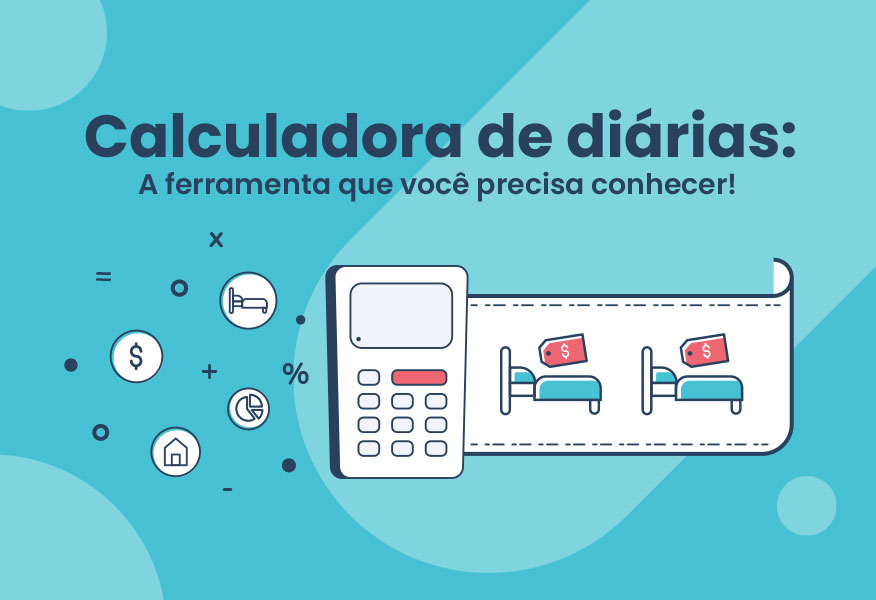 Calculadora de diárias:
A ferramenta que você precisa conhecer!
x
=
$
+
%
-
$
$